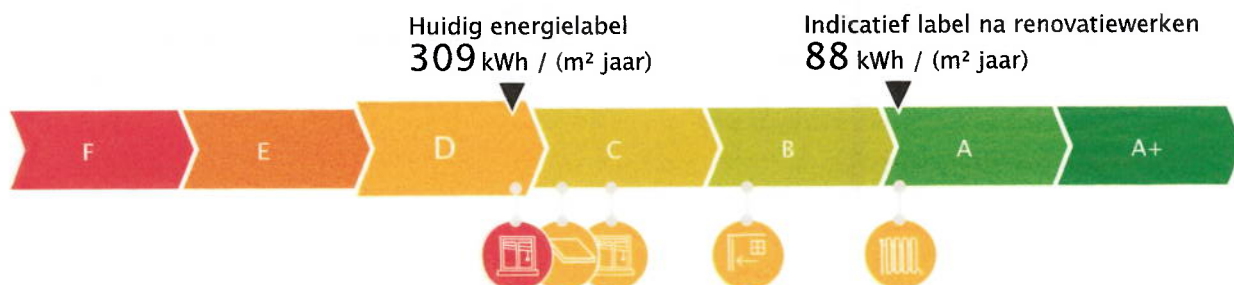 Huidig energielabel
309 kWh / (m² jaar)
Indicatief label na renovatiewerken
88 kWh / (m² jaar)
F E D C B A A+